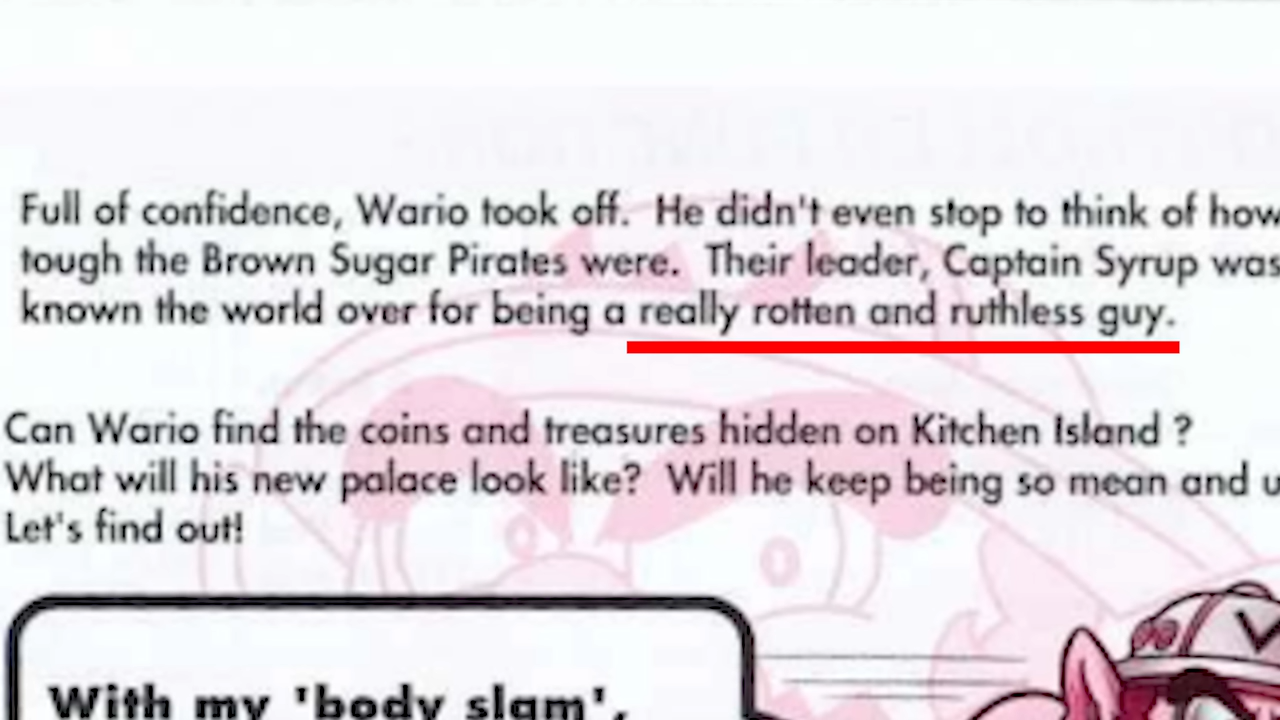 Full of confidence, Wario took off. He didn't even stop to think of how
tough the Brown Sugar Pirates were. Their leader, Captain Syrup was
known the world over for being a really rotten and ruthless guy.
Can Wario find the coins and treasures hidden on Kitchen Island ?
What will his new palace look like? Will he keep being so mean and
Let's find out!
With my 'body slam',